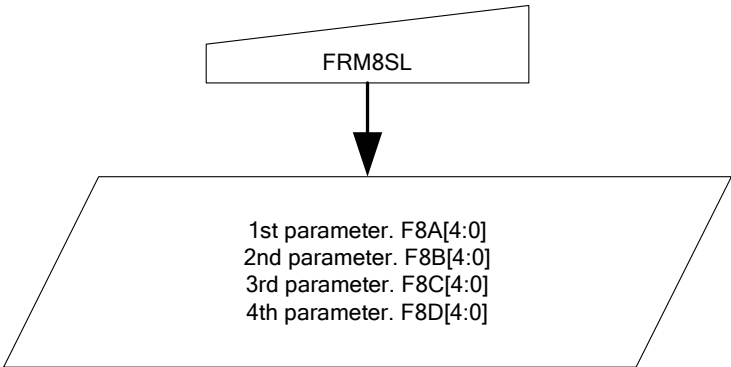 FRM8SL
1st parameter. F8A[4:0]
2nd parameter. F8B[4:0]
3rd parameter. F8C[4:0]
4th parameter. F8D[4:0]